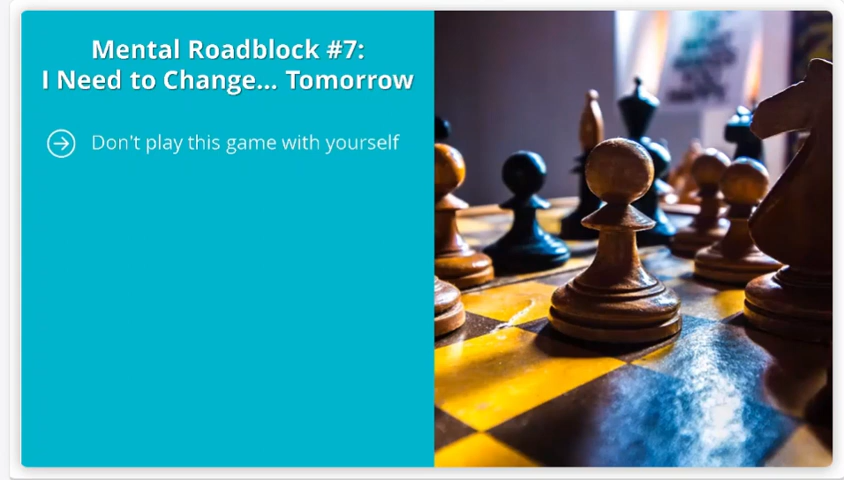 Mental Roadblock #7:
I Need to Change... Tomorrow
Don't play this game with yourself